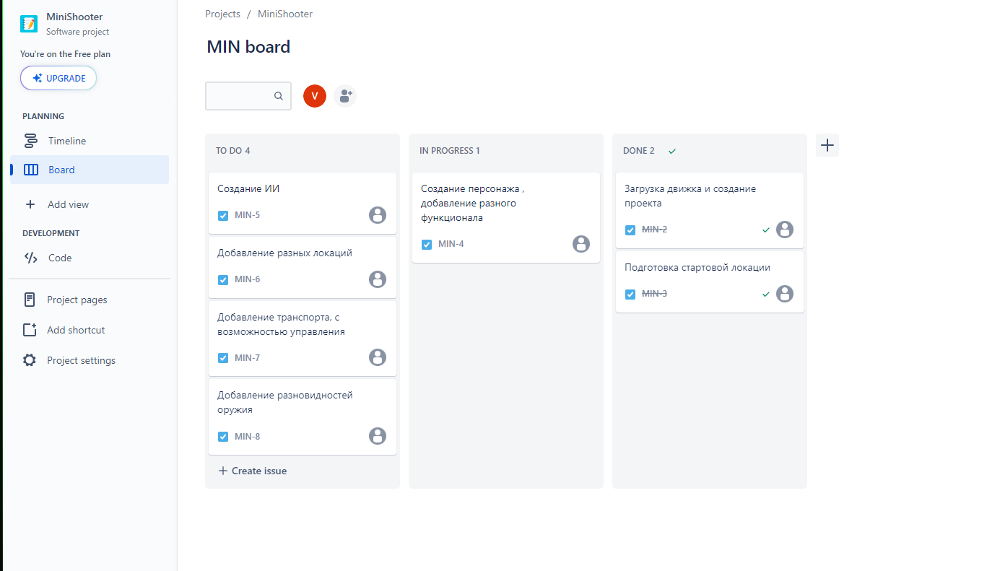 MiniShooter
Software project
You're on the Free plan
UPGRADE
PLANNING
Timeline
Board
Add view
DEVELOPMENT
Code
Project pages
Add shortcut
Project settings
Projects / MiniShooter
MIN board
V
TO DO 4
Создание ИИ
MIN-5
Добавление разных локаций
MIN-6
Добавление транспорта, с
возможностью управления
MIN-7
Добавление разновидностей
оружия
MIN-8
Create issue
IN PROGRESS 1
Создание персонажа ,
добавление разного
функционала
MIN-4
DONE 2
Загрузка движка и создание
проекта
MIN-2
Подготовка стартовой локации
MIN-3